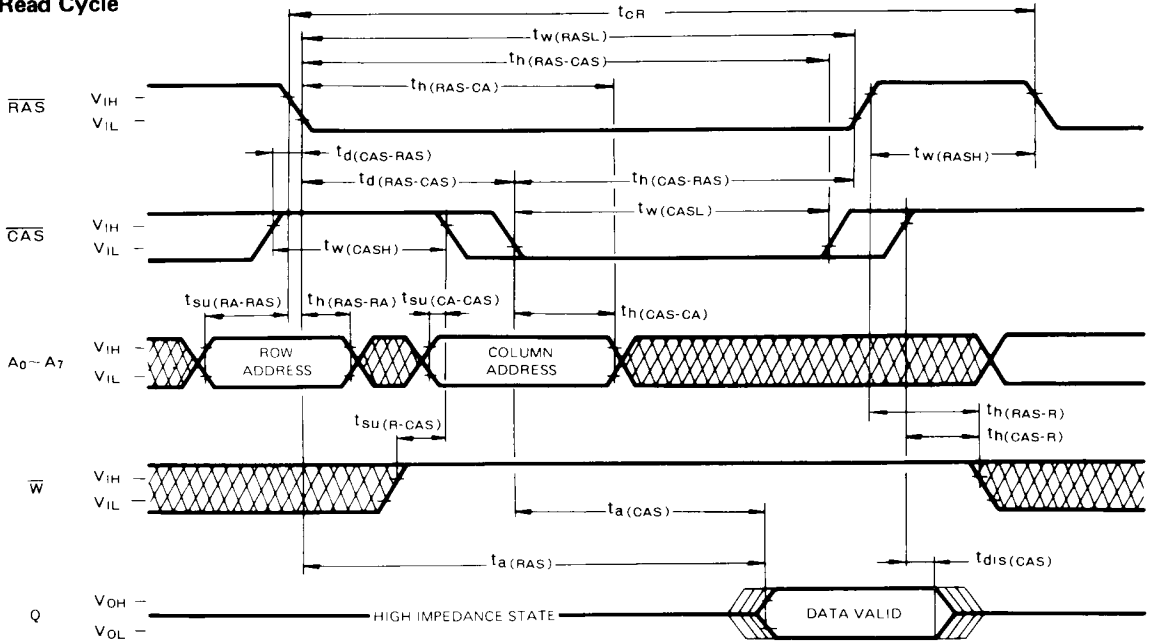 Read Cycle
tCR
tw(RASL)
th(RAS-CAS)
th(RAS-CA)
RAS
VIH
VIL
td(CAS-RAS)
tw(RASH)
td(RAS-CAS)
th(CAS-RAS)
tw(CASL)
CAS
VIH
VIL
tw(CASH)
tsu(RA-RAS)
th(RAS-RA)
tsu(CA-CAS)
th(CAS-CA)
A0~A7
VIH
VIL
ROW
ADDRESS
COLUMN
ADDRESS
th(RAS-R)
tsu(R-CAS)
th(CAS-R)
W
VIH
VIL
ta(CAS)
ta(RAS)
tdis(CAS)
Q
VOH
VOL
HIGH IMPEDANCE STATE
DATA VALID